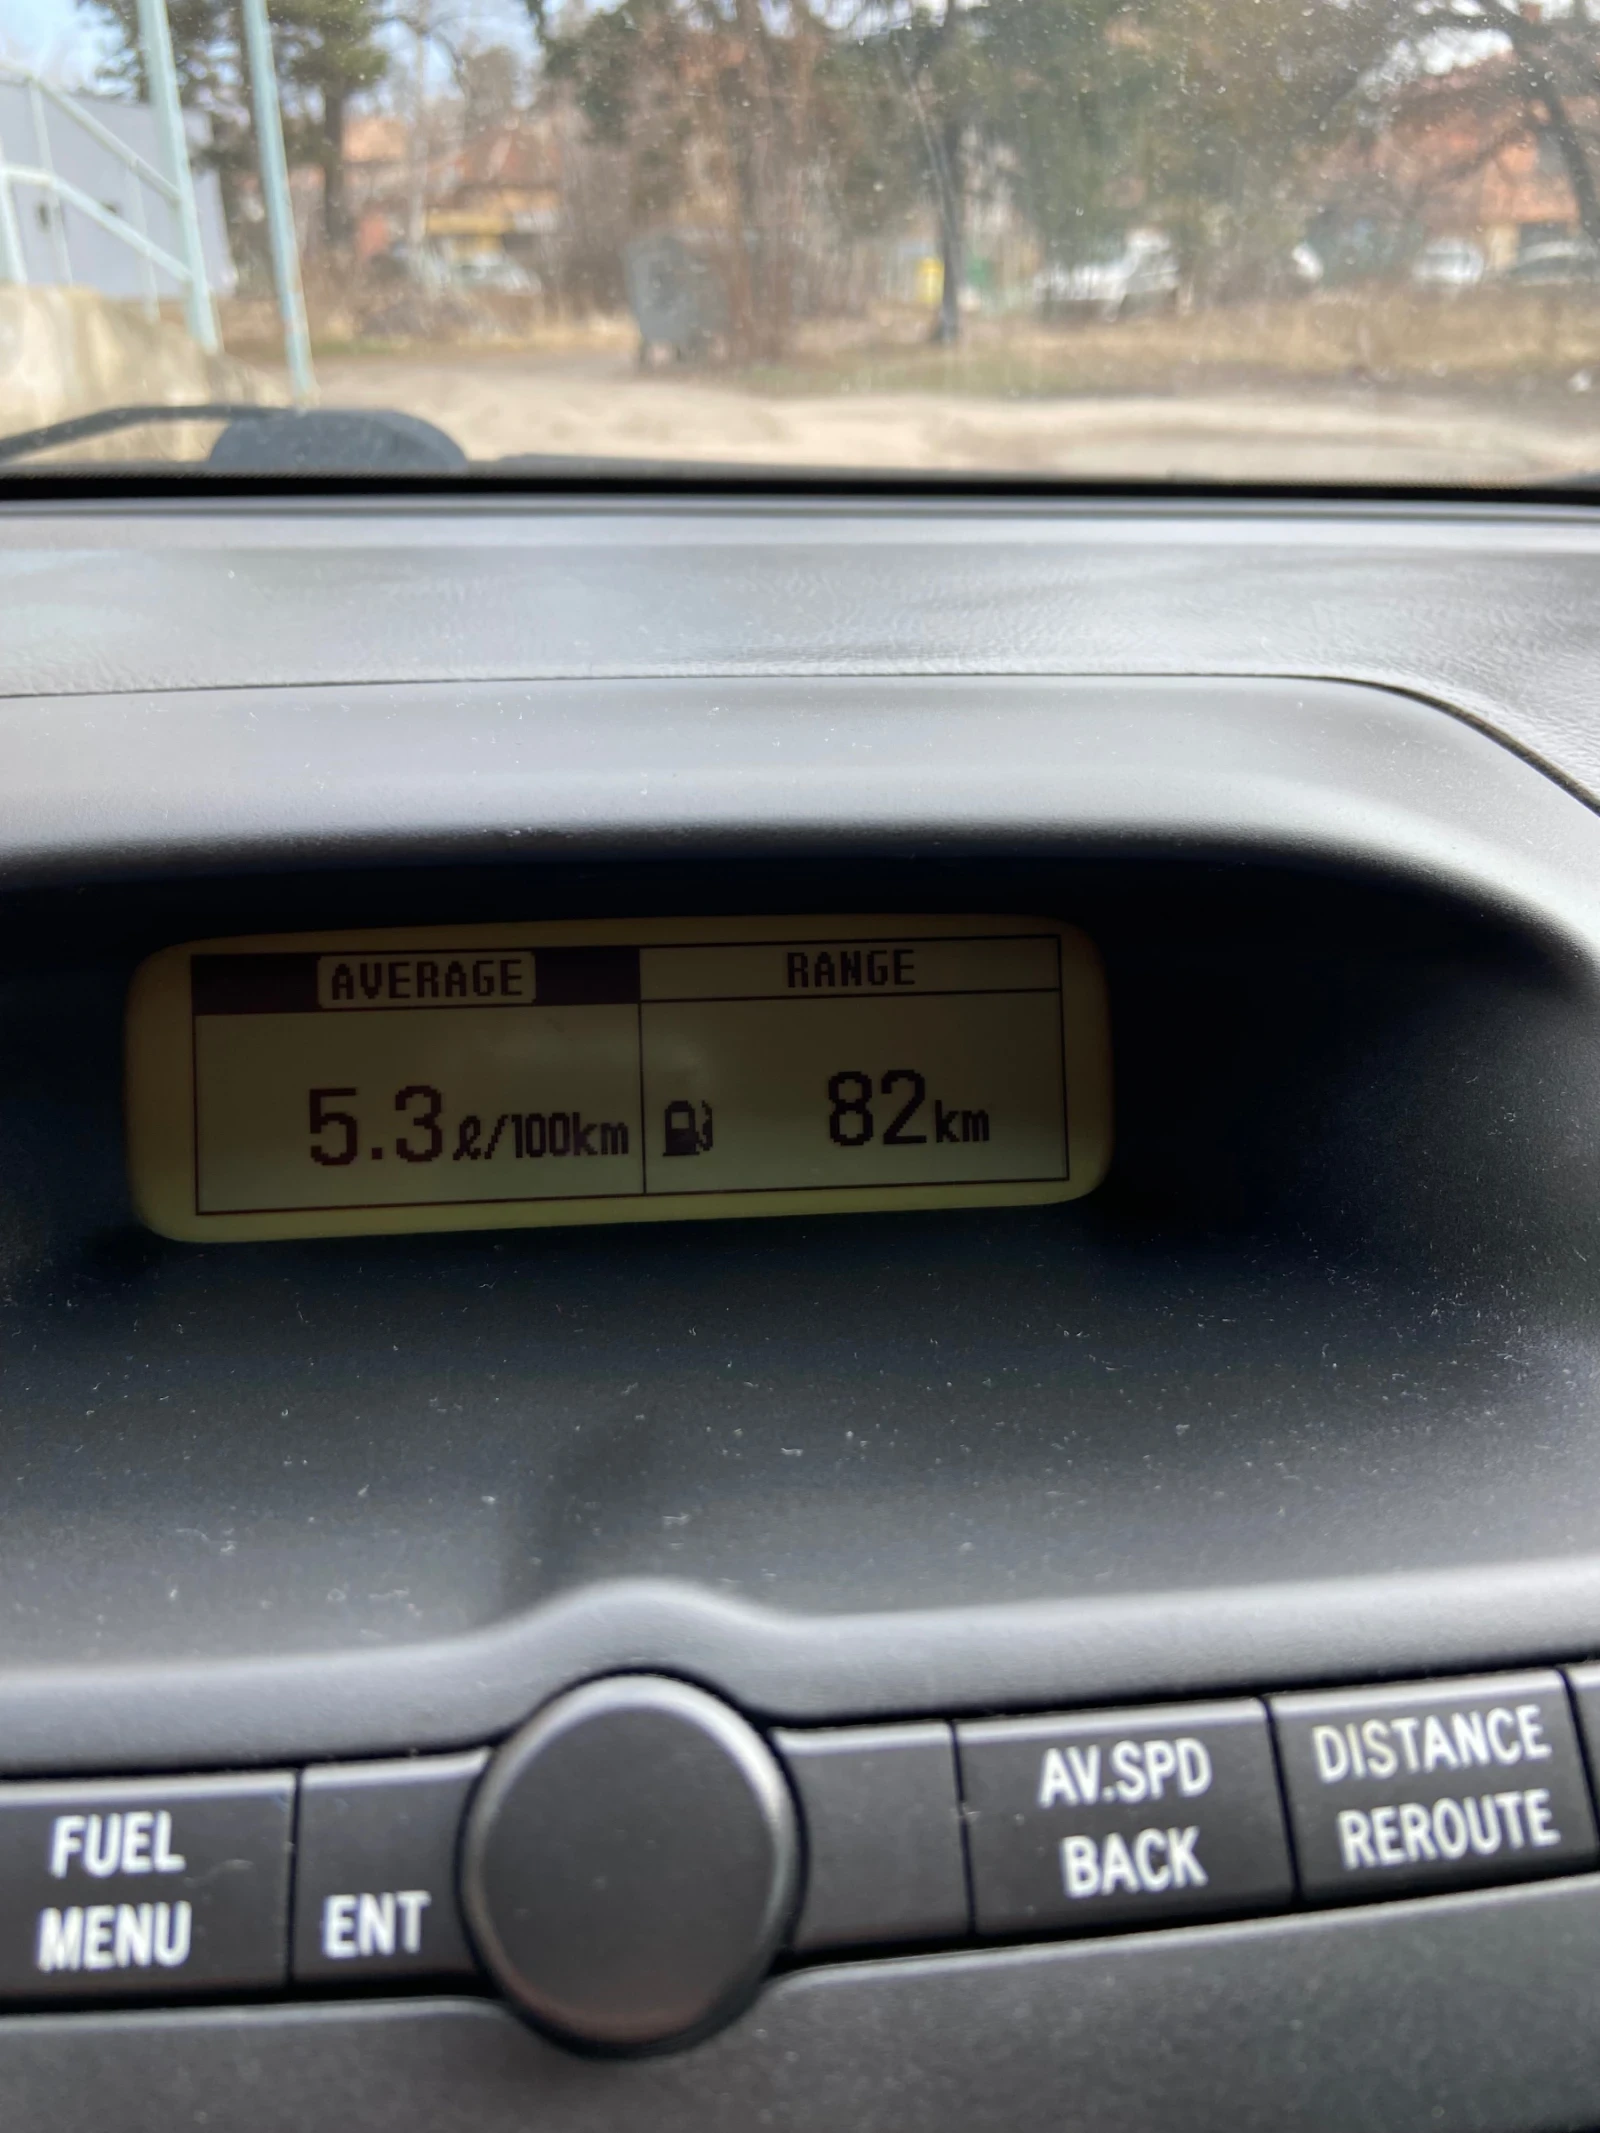 AVERAGE RANGE
5.3ℓ/100km 82km
FUEL
MENU
ENT
AV.SPD
BACK
DISTANCE
REROUTE